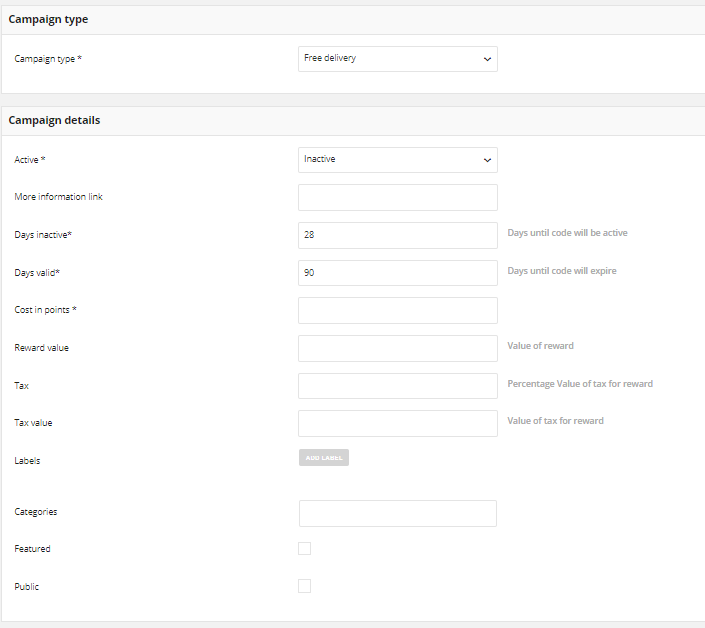 Campaign type
Campaign type * Free delivery
Campaign details
Active * Inactive
More information link
Days inactive* 28 Days until code will be active
Days valid* 90 Days until code will expire
Cost in points *
Reward value Value of reward
Tax Percentage Value of tax for reward
Tax value Value of tax for reward
Labels ADD LABEL
Categories
Featured
Public